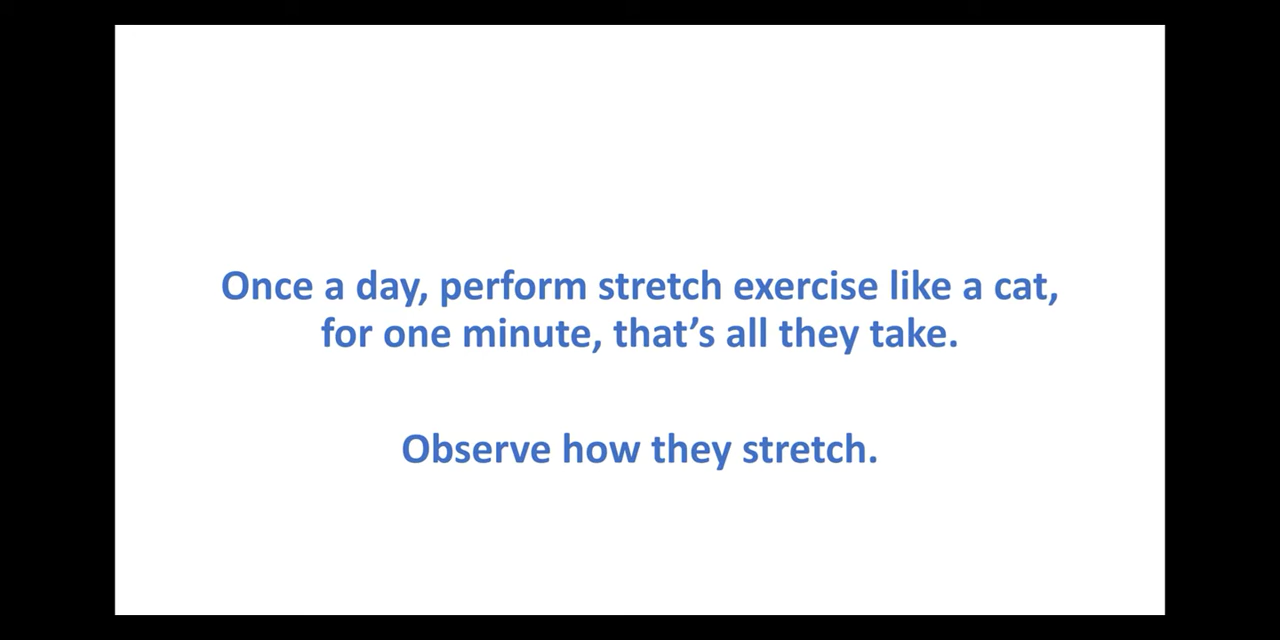 Once a day, perform stretch exercise like a cat,
for one minute, that’s all they take.
Observe how they stretch.